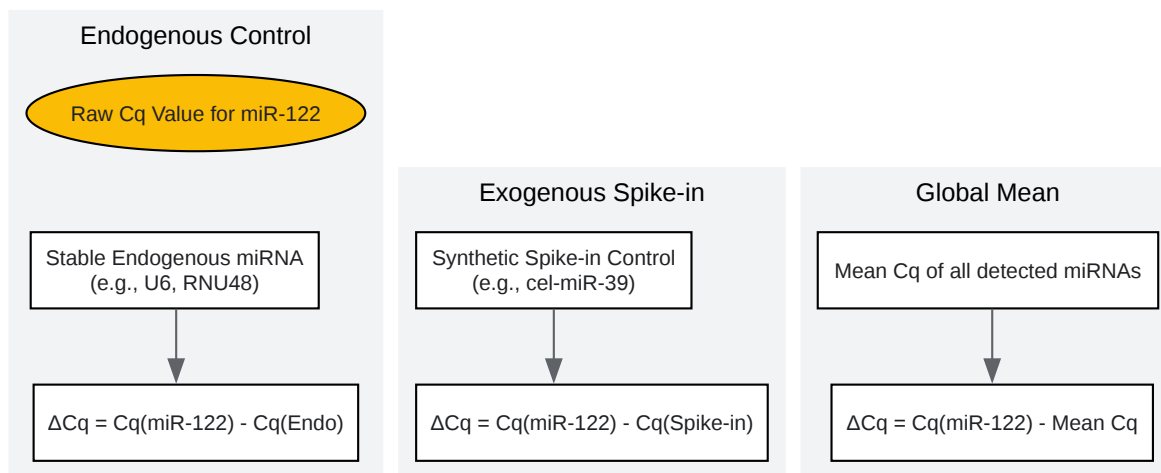 Endogenous Control
Raw Cq Value for miR-122
Stable Endogenous miRNA
(e.g., U6, RNU48)
ΔCq = Cq(miR-122) - Cq(Endo)
Exogenous Spike-in
Synthetic Spike-in Control
(e.g., cel-miR-39)
ΔCq = Cq(miR-122) - Cq(Spike-in)
Global Mean
Mean Cq of all detected miRNAs
ΔCq = Cq(miR-122) - Mean Cq